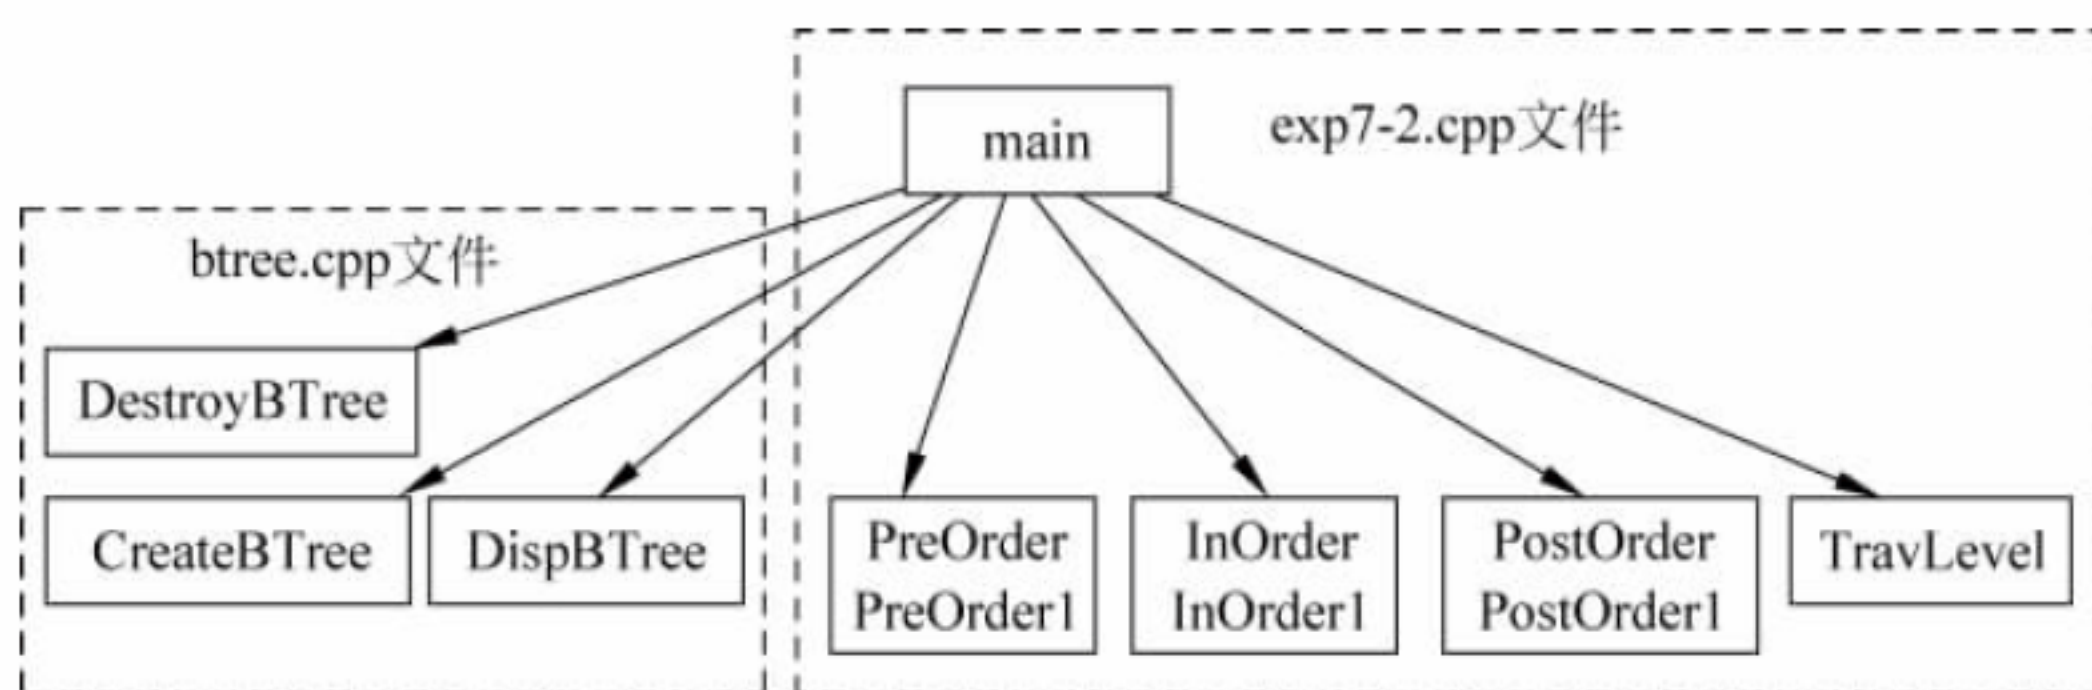 main
exp7-2.cpp文件
btree.cpp文件
DestroyBTree
CreateBTree
DispBTree
PreOrder
PreOrder1
InOrder
InOrder1
PostOrder
PostOrder1
TravLevel